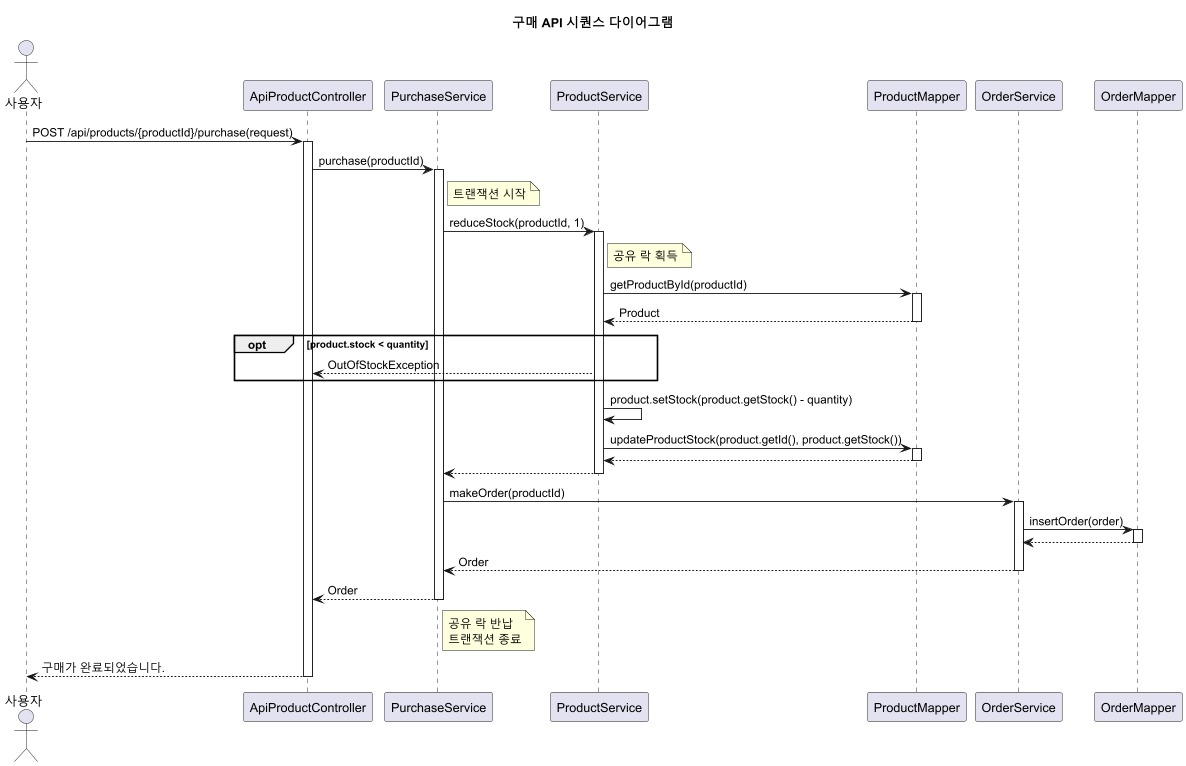 구매 API 시퀀스 다이어그램
사용자
ApiProductController
PurchaseService
ProductService
ProductMapper
OrderService
OrderMapper
POST /api/products/{productId}/purchase(request)
purchase(productId)
트랜잭션 시작
reduceStock(productId, 1)
공유 락 획득
getProductById(productId)
Product
opt
[product.stock < quantity]
OutOfStockException
product.setStock(product.getStock() - quantity)
updateProductStock(product.getId(), product.getStock())
makeOrder(productId)
insertOrder(order)
Order
Order
공유 락 반납
트랜잭션 종료
구매가 완료되었습니다.
사용자
ApiProductController
PurchaseService
ProductService
ProductMapper
OrderService
OrderMapper